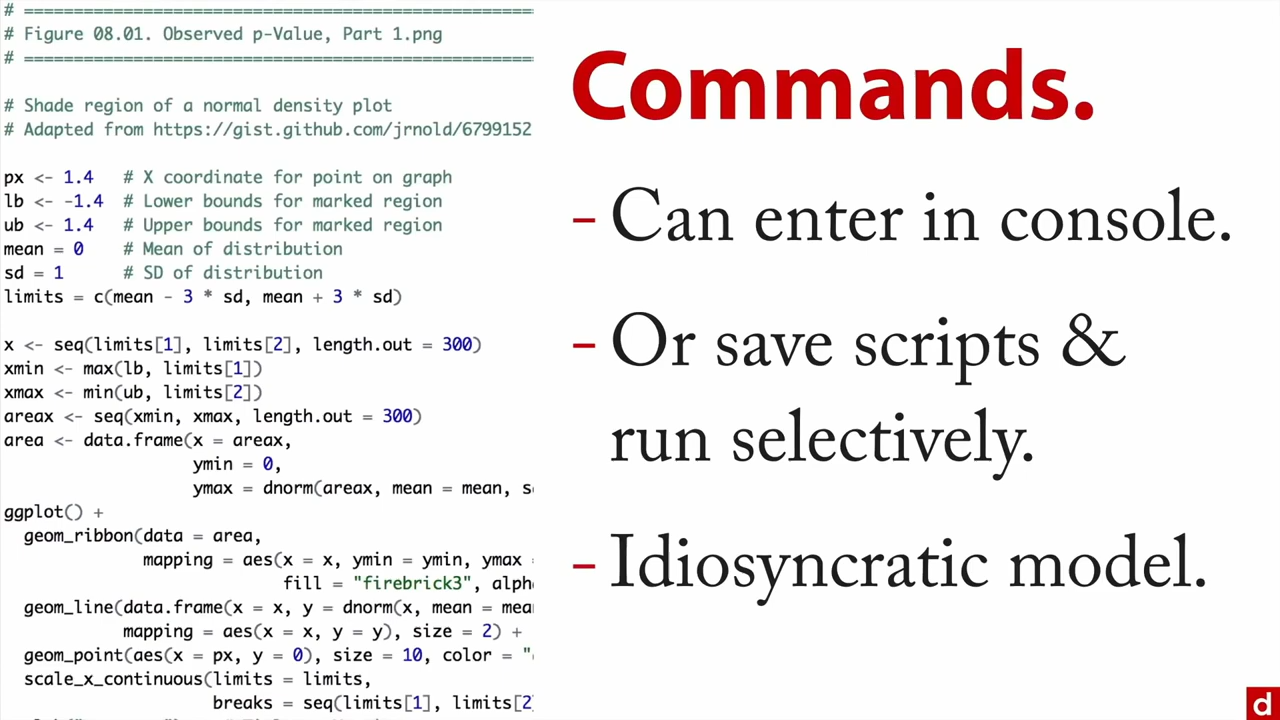 # ===================================================
# Figure 08.01. Observed p-Value, Part 1.png
# ===================================================
# Shade region of a normal density plot
# Adapted from https://gist.github.com/jrnold/6799152
px <- 1.4 # X coordinate for point on graph
lb <- -1.4 # Lower bounds for marked region
ub <- 1.4 # Upper bounds for marked region
mean = 0 # Mean of distribution
sd = 1 # SD of distribution
limits = c(mean - 3 * sd, mean + 3 * sd)
x <- seq(limits[1], limits[2], length.out = 300)
xmin <- max(lb, limits[1])
xmax <- min(ub, limits[2])
areax <- seq(xmin, xmax, length.out = 300)
area <- data.frame(x = areax,
ymin = 0,
ymax = dnorm(areax, mean = mean,
ggplot() +
geom_ribbon(data = area,
mapping = aes(x = x, ymin = ymin, ymax =
fill = "firebrick3", alph
geom_line(data.frame(x = x, y = dnorm(x, mean = mea
mapping = aes(x = x, y = y), size = 2) +
geom_point(aes(x = px, y = 0), size = 10, color = "
scale_x_continuous(limits = limits,
breaks = seq(limits[1], limits[2]
Commands.
– Can enter in console.
– Or save scripts &
run selectively.
– Idiosyncratic model.
d